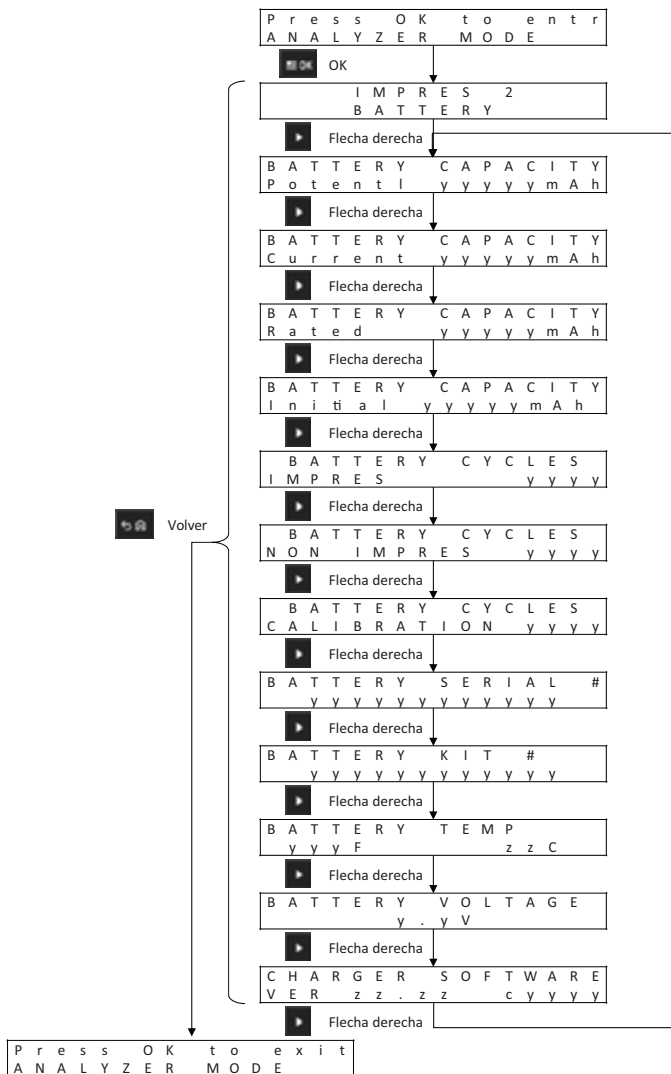 Press OK to entr
ANALYZER MODE
OK OK
IMPRES 2
BATTERY
Flecha derecha
BATTERY CAPACITY
Potentl yyyyymAh
Flecha derecha
BATTERY CAPACITY
Current yyyyymAh
Flecha derecha
BATTERY CAPACITY
Rated yyyyymAh
Flecha derecha
BATTERY CAPACITY
Initial yyyyymAh
Flecha derecha
BATTERY CYCLES
IMPRES yyyy
Flecha derecha
Volver
BATTERY CYCLES
NON IMPRES yyyy
Flecha derecha
BATTERY CYCLES
CALIBRATION yyyy
Flecha derecha
BATTERY SERIAL #
yyyyyyyyyyyy
Flecha derecha
BATTERY KIT #
yyyyyyyyyyyy
Flecha derecha
BATTERY TEMP
yyyF zzC
Flecha derecha
BATTERY VOLTAGE
y.yV
Flecha derecha
CHARGER SOFTWARE
VER zz.zz cyyyy
Flecha derecha
Press OK to exit
ANALYZER MODE